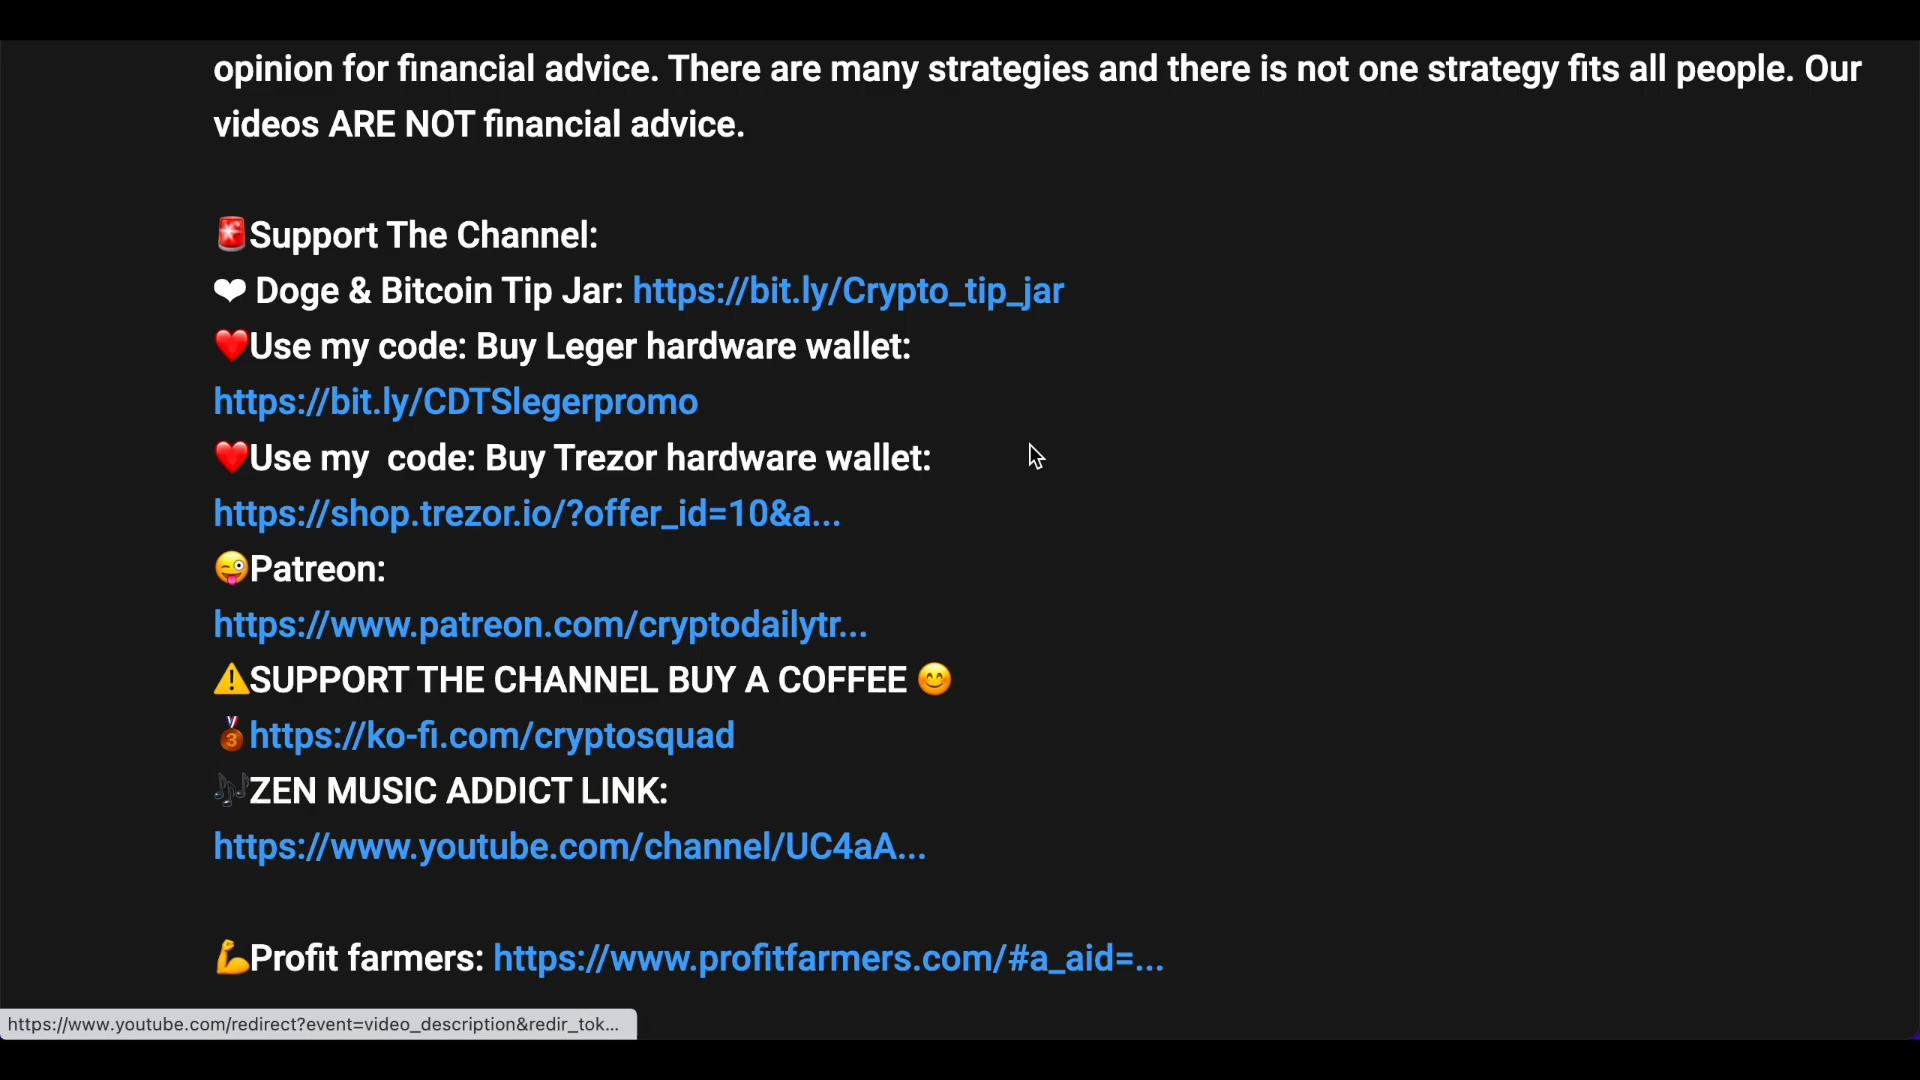 opinion for financial advice. There are many strategies and there is not one strategy fits all people. Our
videos ARE NOT financial advice.
🚨Support The Channel:
❤ Doge & Bitcoin Tip Jar: https://bit.ly/Crypto_tip_jar
❤️Use my code: Buy Leger hardware wallet:
https://bit.ly/CDTSlegerpromo
❤️Use my  code: Buy Trezor hardware wallet:
https://shop.trezor.io/?offer_id=10&a...
😜Patreon:
https://www.patreon.com/cryptodailytr...
⚠️SUPPORT THE CHANNEL BUY A COFFEE 😊
🥉https://ko-fi.com/cryptosquad
🎶ZEN MUSIC ADDICT LINK:
https://www.youtube.com/channel/UC4aA...
💪Profit farmers: https://www.profitfarmers.com/#a_aid=...
https://www.youtube.com/redirect?event=video_description&redir_tok...